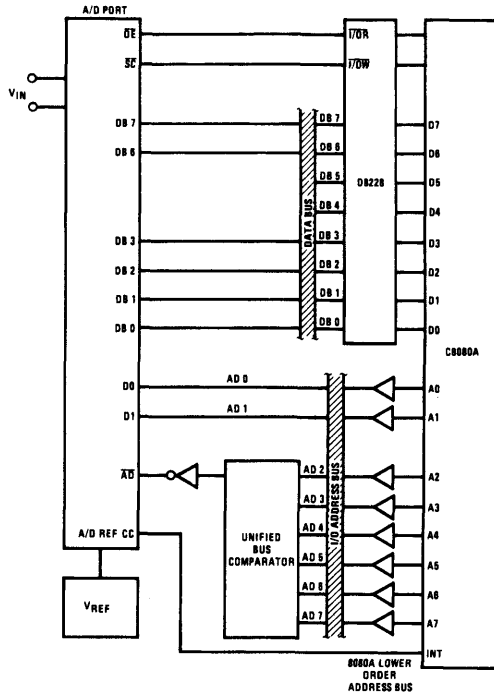 A/D PORT
OE
I/OR
SC
I/OW
VIN
DB 7
DB 7
D7
DB 6
DB 6
D6
DB 5
D5
DB 4
D4
DB 3
DB 3
D3
DB 2
DB 2
D2
DB 1
DB 1
D1
DB 0
DB 0
D0
DATA BUS
D8228
C8080A
D0
AD 0
A0
D1
AD 1
A1
AD
AD 2
A2
AD 3
A3
AD 4
A4
AD 5
A5
AD 6
A6
AD 7
A7
I/O ADDRESS BUS
UNIFIED
BUS
COMPARATOR
A/D REF CC
VREF
INT
8080A LOWER
ORDER
ADDRESS BUS